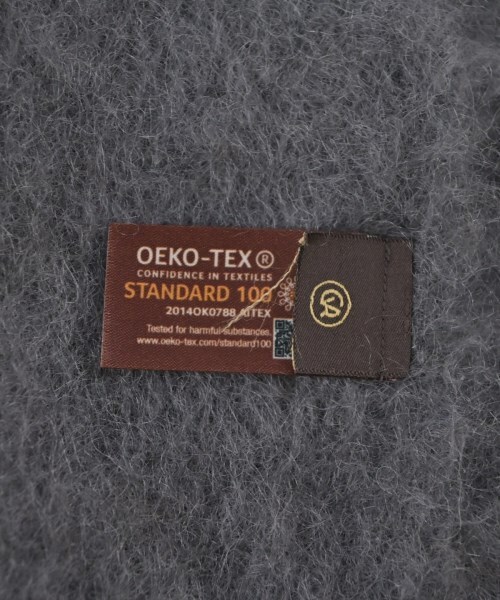 OEKO-TEX®
CONFIDENCE IN TEXTILES
STANDARD 100
2014OK0788 AITEX
Tested for harmful substances.
www.oeko-tex.com/standard100